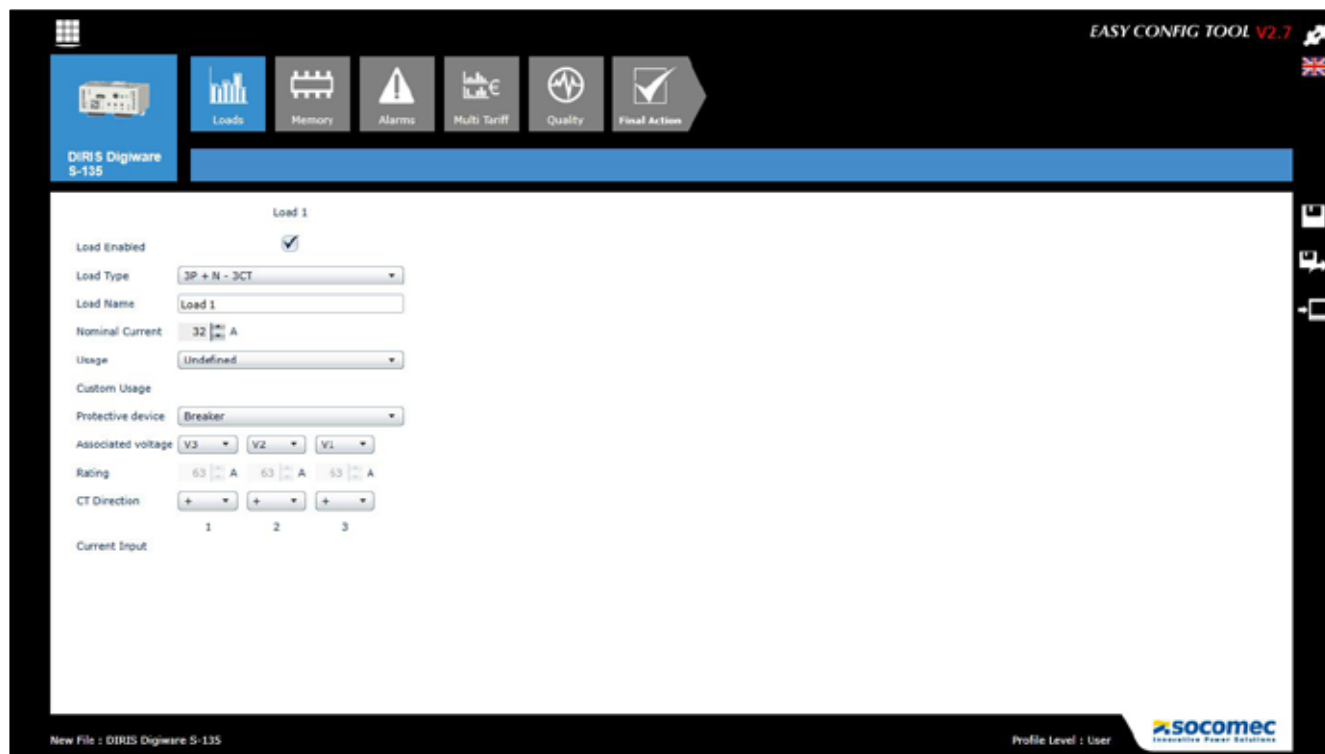 EASY CONFIG TOOL V2.7
Loads
Memory
Alarms
Multi Tariff
Quality
Final Action
DIRIS Digiware
S-135
Load 1
Load Enabled
Load Type 3P + N - 3CT
Load Name Load 1
Nominal Current 32 A
Usage Undefined
Custom Usage
Protective device Breaker
Associated voltage V3 V2 V1
Rating 63 A 63 A 63 A
CT Direction + + +
1 2 3
Current Input
New File : DIRIS Digiware S-135
Profile Level : User
socomec
Innovative Power Solutions